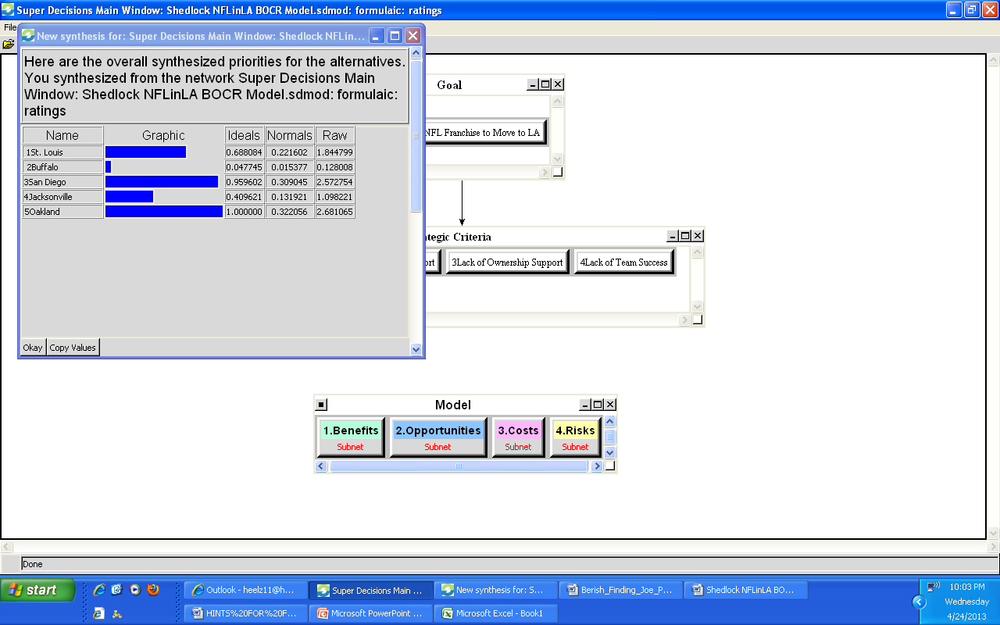 Super Decisions Main Window: Shedlock NFLinLA BOCR Model.sdmod: formulaic: ratings
File
New synthesis for: Super Decisions Main Window: Shedlock NFLin...
Here are the overall synthesized priorities for the alternatives.
You synthesized from the network Super Decisions Main
Window: Shedlock NFLinLA BOCR Model.sdmod: formulaic:
ratings
Name Graphic Ideals Normals Raw
1St. Louis 0.688084 0.221602 1.844799
2Buffalo 0.047745 0.015377 0.128008
3San Diego 0.959602 0.309045 2.572754
4Jacksonville 0.409621 0.131921 1.098221
5Oakland 1.000000 0.322056 2.681065
Okay Copy Values
Goal
NFL Franchise to Move to LA
ategic Criteria
ort 3Lack of Ownership Support 4Lack of Team Success
Model
1.Benefits 2.Opportunities 3.Costs 4.Risks
Subnet Subnet Subnet Subnet
Done
start Outlook - heelz11@h... Super Decisions Main ... New synthesis for: S... Berish_Finding_Joe_P... Shedlock NFLinLA BO...
HINTS%20FOR%20F... Microsoft PowerPoint ... Microsoft Excel - Book1
10:03 PM
Wednesday
4/24/2013